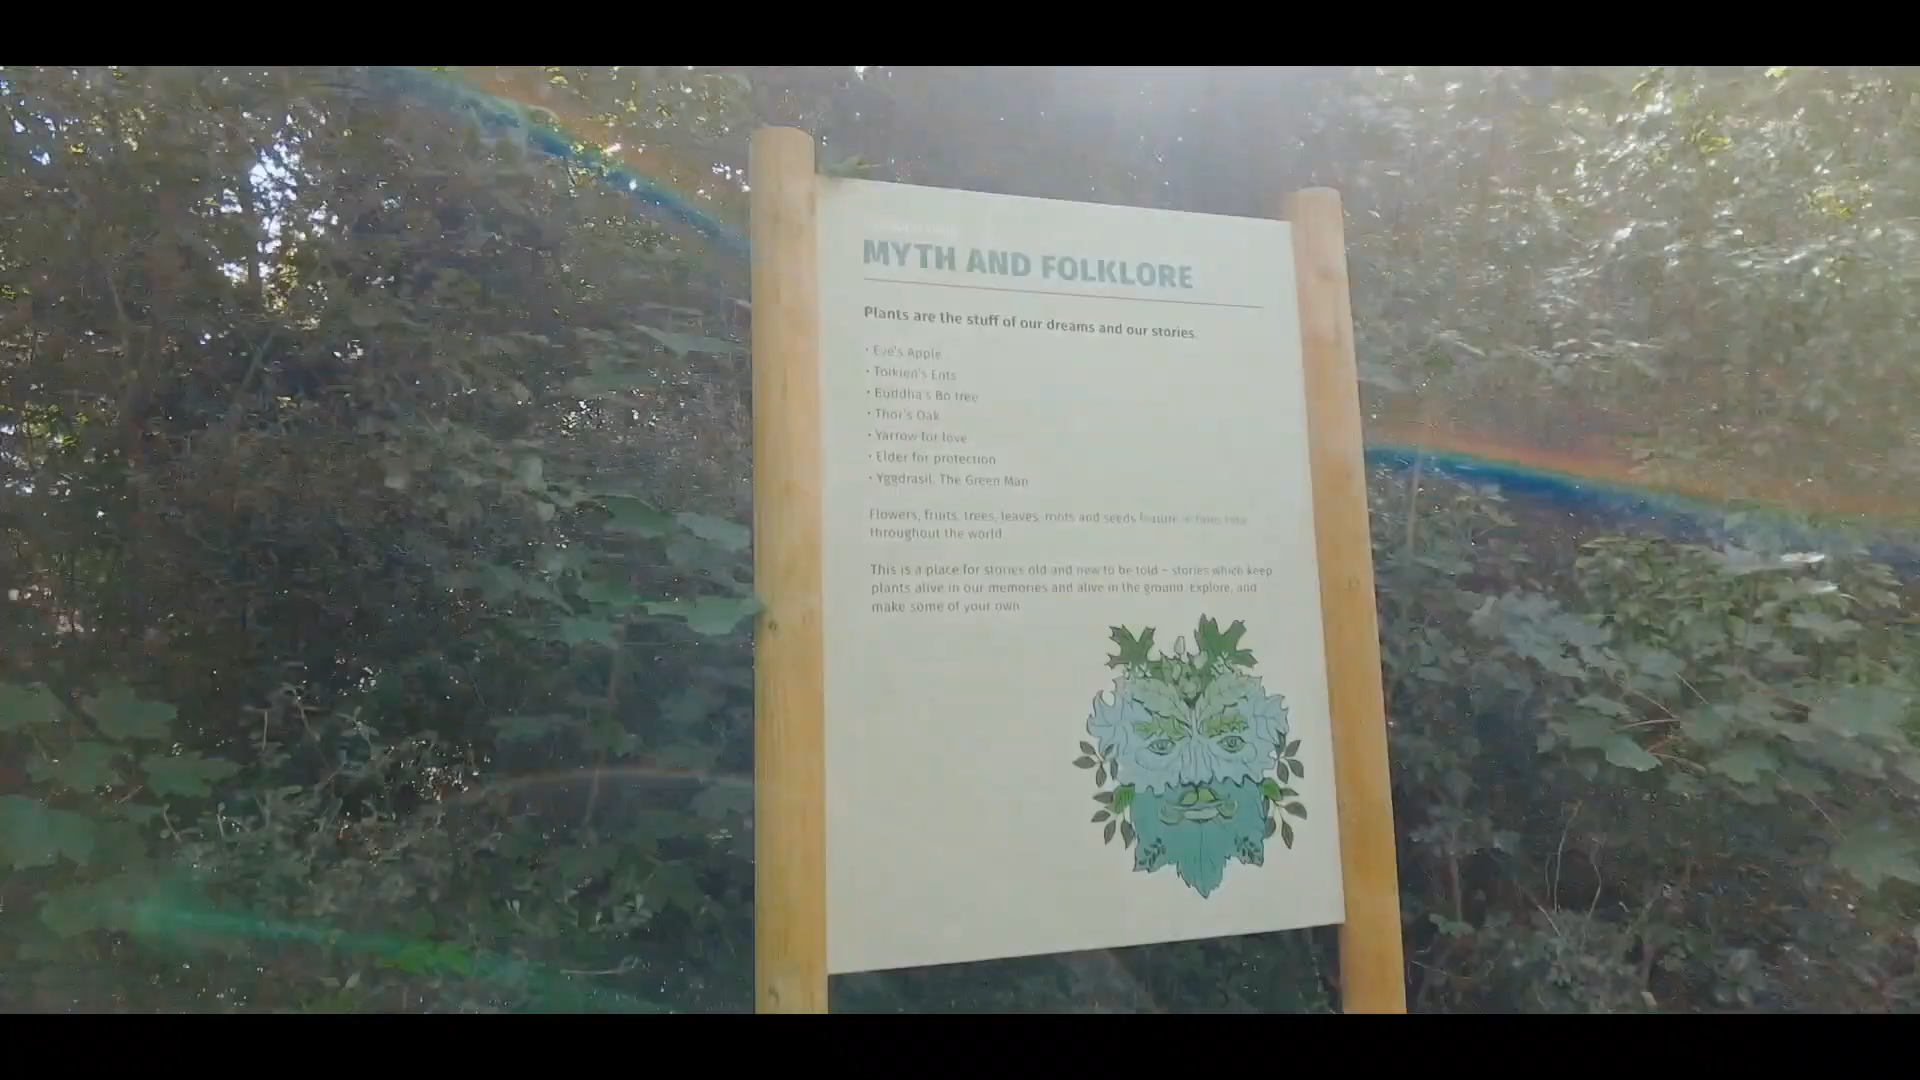 MYTH AND FOLKLORE
Plants are the stuff of our dreams and our stories.
• Eve's Apple
• Tolkien's Ents
• Buddha's Bo tree
• Thor's Oak
• Yarrow for love
• Elder for protection
• Yggdrasil, The Green Man
Flowers, fruits, trees, leaves, roots and seeds feature in tales told
throughout the world.
This is a place for stories old and new to be told – stories which keep
plants alive in our memories and alive in the ground. Explore, and
make some of your own.